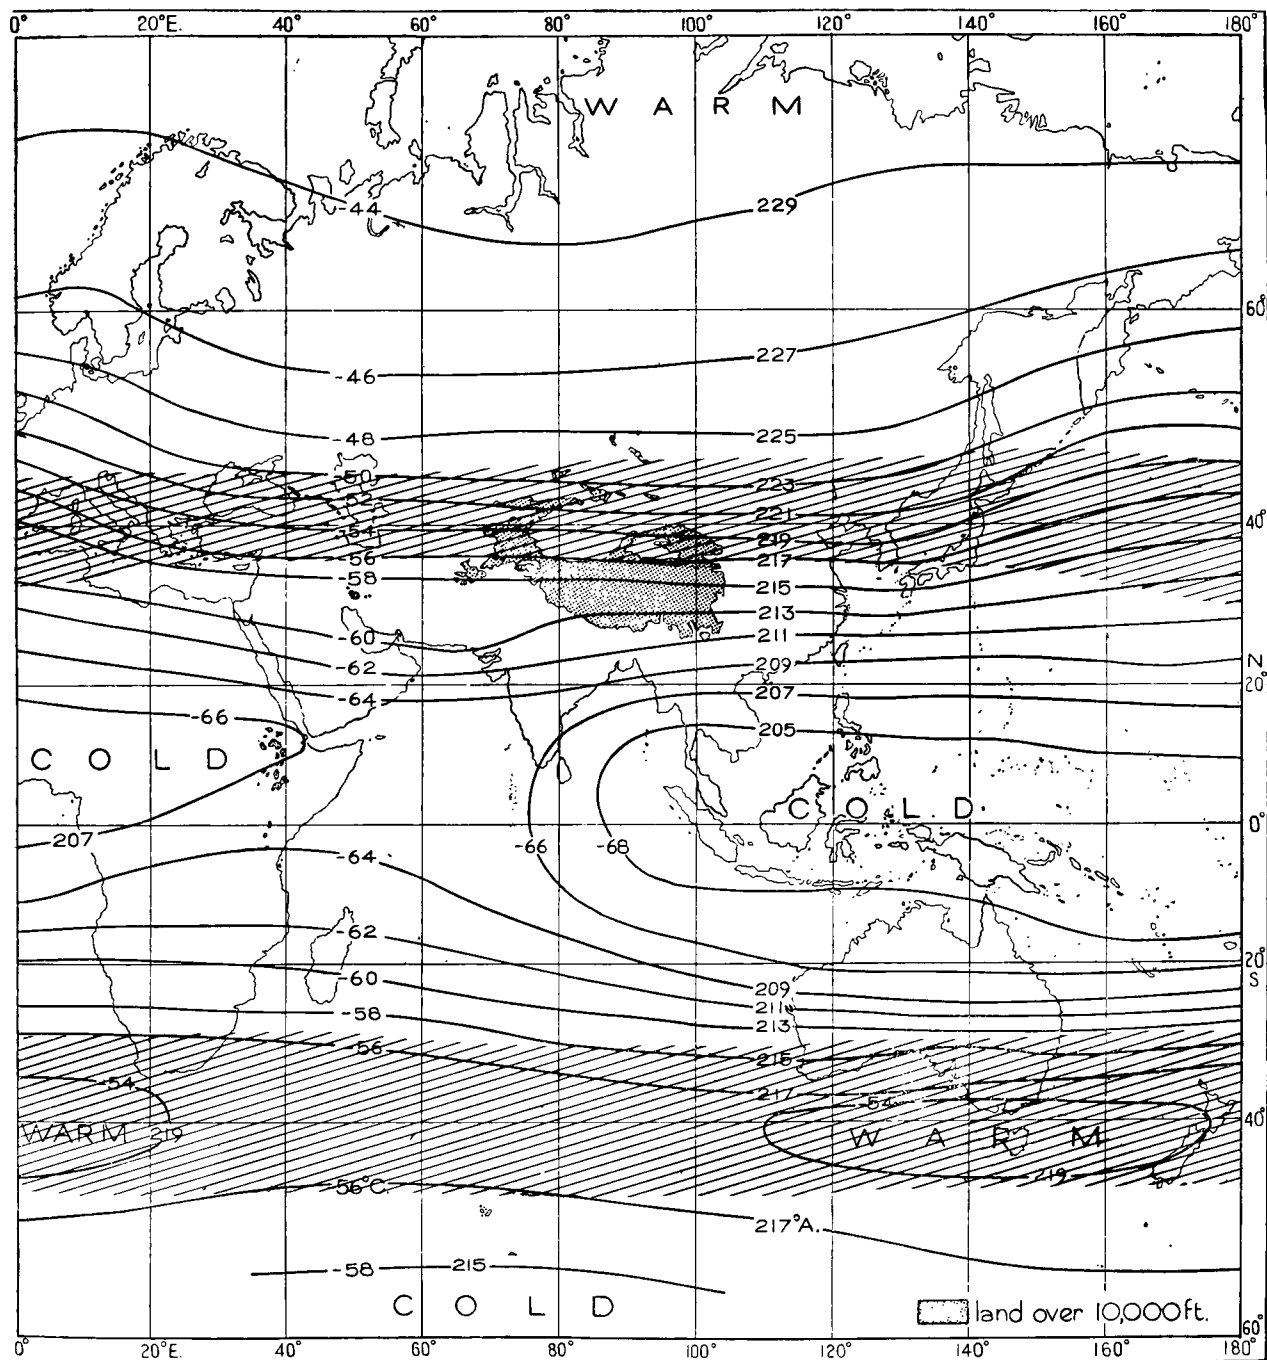 0° 20°E. 40° 60° 80° 100° 120° 140° 160° 180°
W A R M
-44 229
60°
-46 227
-48 225
-50 223
-52 221
40°
-54 219
-56 217
-58 215
-60 213
-62 211
N
209
20°
-64 207
-66 205
C O L D
C O L D
0°
207 -64 -66 -68
-62
20°
S
-60 209
211
-58 213
-56 215
-54 217 -54
40°
WARM 319 W A R M
219
56°C. 217°A.
-58 215
C O L D
land over 10,000ft.
60°
0° 20°E. 40° 60° 80° 100° 120° 140° 160° 180°